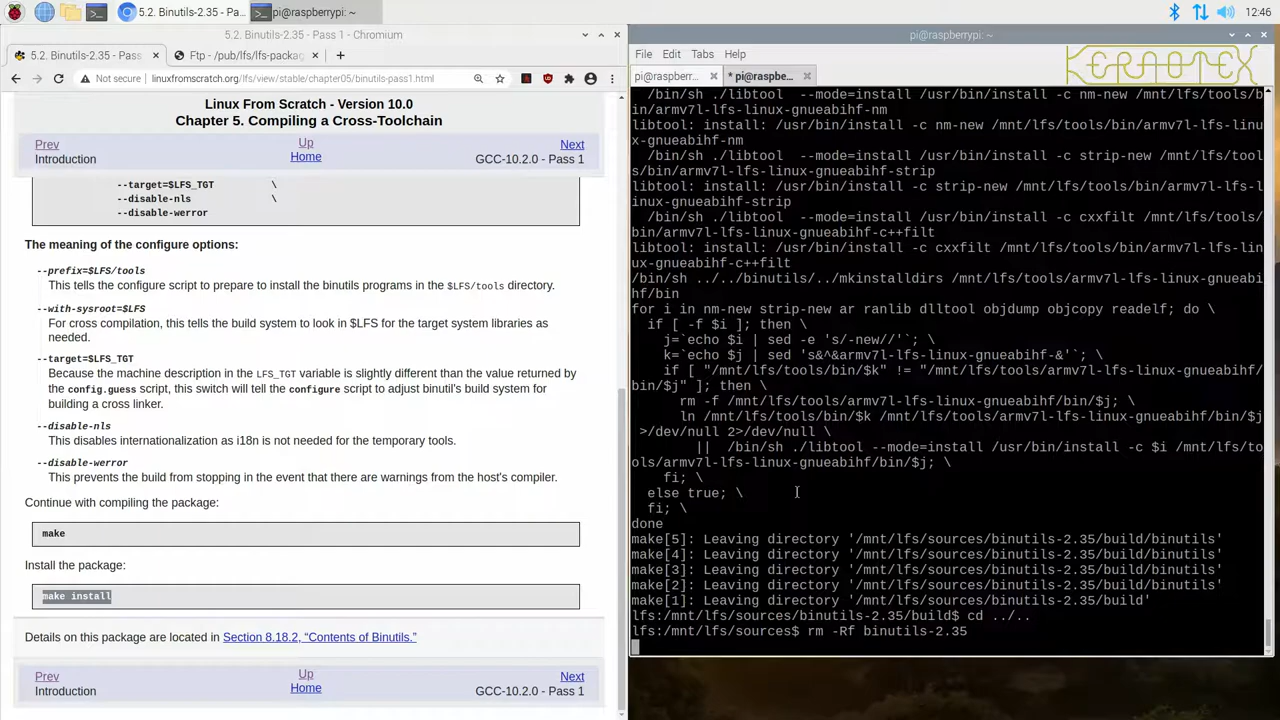 5.2. Binutils-2.35 - Pa...
pi@raspberrypi: ~
12:46
5.2. Binutils-2.35 - Pass 1 - Chromium
5.2. Binutils-2.35 - Pass 1
Ftp - /pub/lfs/lfs-packag
Not secure
linuxfromscratch.org/lfs/view/stable/chapter05/binutils-pass1.html
Linux From Scratch - Version 10.0
Chapter 5. Compiling a Cross-Toolchain
Prev
Up
Next
Introduction
Home
GCC-10.2.0 - Pass 1
--target=$LFS_TGT \
--disable-nls \
--disable-werror
The meaning of the configure options:
--prefix=$LFS/tools
This tells the configure script to prepare to install the binutils programs in the $LFS/tools directory.
--with-sysroot=$LFS
For cross compilation, this tells the build system to look in $LFS for the target system libraries as
needed.
--target=$LFS_TGT
Because the machine description in the LFS_TGT variable is slightly different than the value returned by
the config.guess script, this switch will tell the configure script to adjust binutil's build system for
building a cross linker.
--disable-nls
This disables internationalization as i18n is not needed for the temporary tools.
--disable-werror
This prevents the build from stopping in the event that there are warnings from the host's compiler.
Continue with compiling the package:
make
Install the package:
make install
Details on this package are located in Section 8.18.2, “Contents of Binutils.”
Prev
Up
Next
Introduction
Home
GCC-10.2.0 - Pass 1
pi@raspberrypi: ~
File Edit Tabs Help
KERNOTEX
pi@raspberr...
* pi@raspbe...
/bin/sh ./libtool --mode=install /usr/bin/install -c nm-new /mnt/lfs/tools/b
in/armv7l-lfs-linux-gnueabihf-nm
libtool: install: /usr/bin/install -c nm-new /mnt/lfs/tools/bin/armv7l-lfs-linu
x-gnueabihf-nm
/bin/sh ./libtool --mode=install /usr/bin/install -c strip-new /mnt/lfs/tool
s/bin/armv7l-lfs-linux-gnueabihf-strip
libtool: install: /usr/bin/install -c strip-new /mnt/lfs/tools/bin/armv7l-lfs-l
inux-gnueabihf-strip
/bin/sh ./libtool --mode=install /usr/bin/install -c cxxfilt /mnt/lfs/tools/
bin/armv7l-lfs-linux-gnueabihf-c++filt
libtool: install: /usr/bin/install -c cxxfilt /mnt/lfs/tools/bin/armv7l-lfs-lin
ux-gnueabihf-c++filt
/bin/sh ../../binutils/../mkinstalldirs /mnt/lfs/tools/armv7l-lfs-linux-gnueabi
hf/bin
for i in nm-new strip-new ar ranlib dlltool objdump objcopy readelf; do \
if [ -f $i ]; then \
j=`echo $i | sed -e 's/-new//'`; \
k=`echo $j | sed 's&^&armv7l-lfs-linux-gnueabihf-&'`; \
if [ "/mnt/lfs/tools/bin/$k" != "/mnt/lfs/tools/armv7l-lfs-linux-gnueabihf/
bin/$j" ]; then \
rm -f /mnt/lfs/tools/armv7l-lfs-linux-gnueabihf/bin/$j; \
ln /mnt/lfs/tools/bin/$k /mnt/lfs/tools/armv7l-lfs-linux-gnueabihf/bin/$j
>/dev/null 2>/dev/null \
|| /bin/sh ./libtool --mode=install /usr/bin/install -c $i /mnt/lfs/to
ols/armv7l-lfs-linux-gnueabihf/bin/$j; \
fi; \
else true; \
fi; \
done
make[5]: Leaving directory '/mnt/lfs/sources/binutils-2.35/build/binutils'
make[4]: Leaving directory '/mnt/lfs/sources/binutils-2.35/build/binutils'
make[3]: Leaving directory '/mnt/lfs/sources/binutils-2.35/build/binutils'
make[2]: Leaving directory '/mnt/lfs/sources/binutils-2.35/build/binutils'
make[1]: Leaving directory '/mnt/lfs/sources/binutils-2.35/build'
lfs:/mnt/lfs/sources/binutils-2.35/build$ cd ../..
lfs:/mnt/lfs/sources$ rm -Rf binutils-2.35